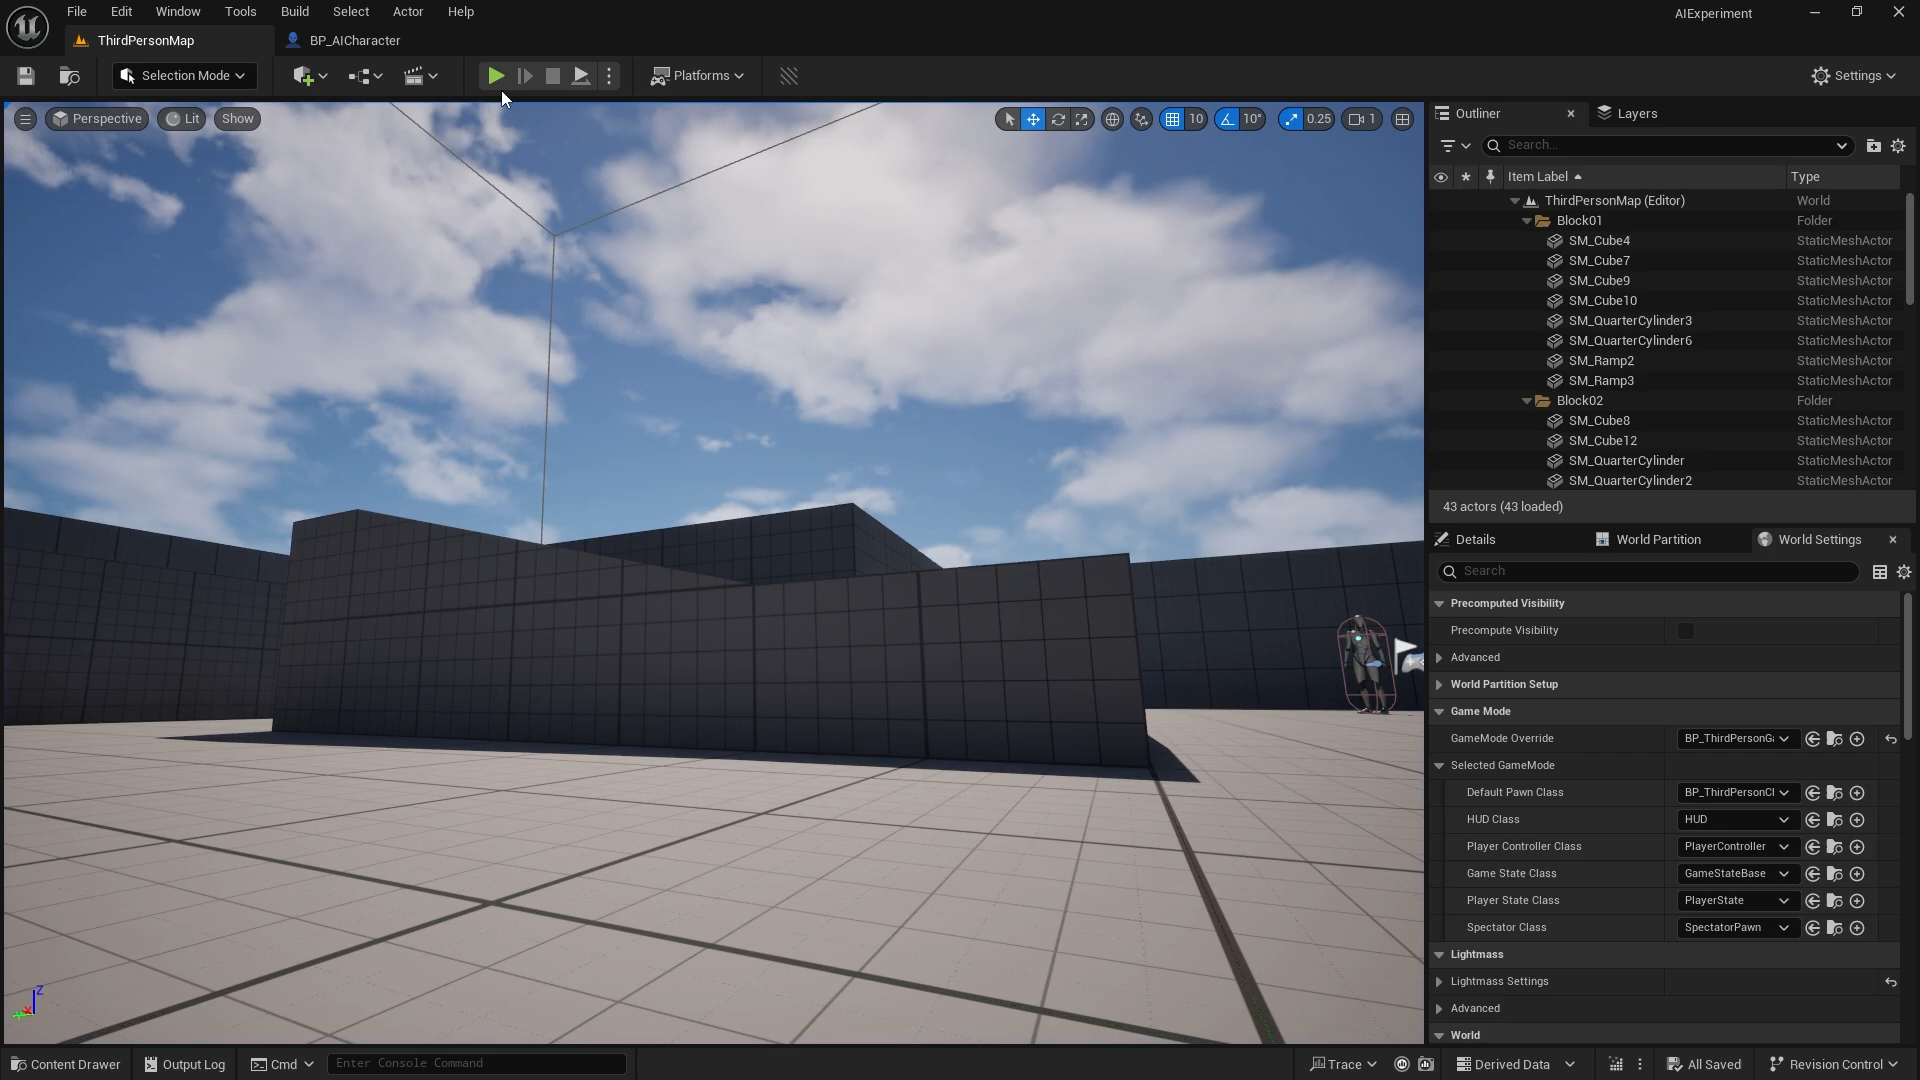 File Edit Window Tools Build Select Actor Help
AIExperiment
ThirdPersonMap
BP_AICharacter
Selection Mode
Platforms
Settings
Perspective
Lit
Show
10
10°
0.25
1
Outliner
Layers
Search...
Item Label
Type
ThirdPersonMap (Editor) World
Block01 Folder
SM_Cube4 StaticMeshActor
SM_Cube7 StaticMeshActor
SM_Cube9 StaticMeshActor
SM_Cube10 StaticMeshActor
SM_QuarterCylinder3 StaticMeshActor
SM_QuarterCylinder6 StaticMeshActor
SM_Ramp2 StaticMeshActor
SM_Ramp3 StaticMeshActor
Block02 Folder
SM_Cube8 StaticMeshActor
SM_Cube12 StaticMeshActor
SM_QuarterCylinder StaticMeshActor
SM_QuarterCylinder2 StaticMeshActor
43 actors (43 loaded)
Details
World Partition
World Settings
Search
Precomputed Visibility
Precompute Visibility
Advanced
World Partition Setup
Game Mode
GameMode Override BP_ThirdPersonGa
Selected GameMode
Default Pawn Class BP_ThirdPersonCl
HUD Class HUD
Player Controller Class PlayerController
Game State Class GameStateBase
Player State Class PlayerState
Spectator Class SpectatorPawn
Lightmass
Lightmass Settings
Advanced
World
Z
Content Drawer
Output Log
Cmd
Enter Console Command
Trace
Derived Data
All Saved
Revision Control